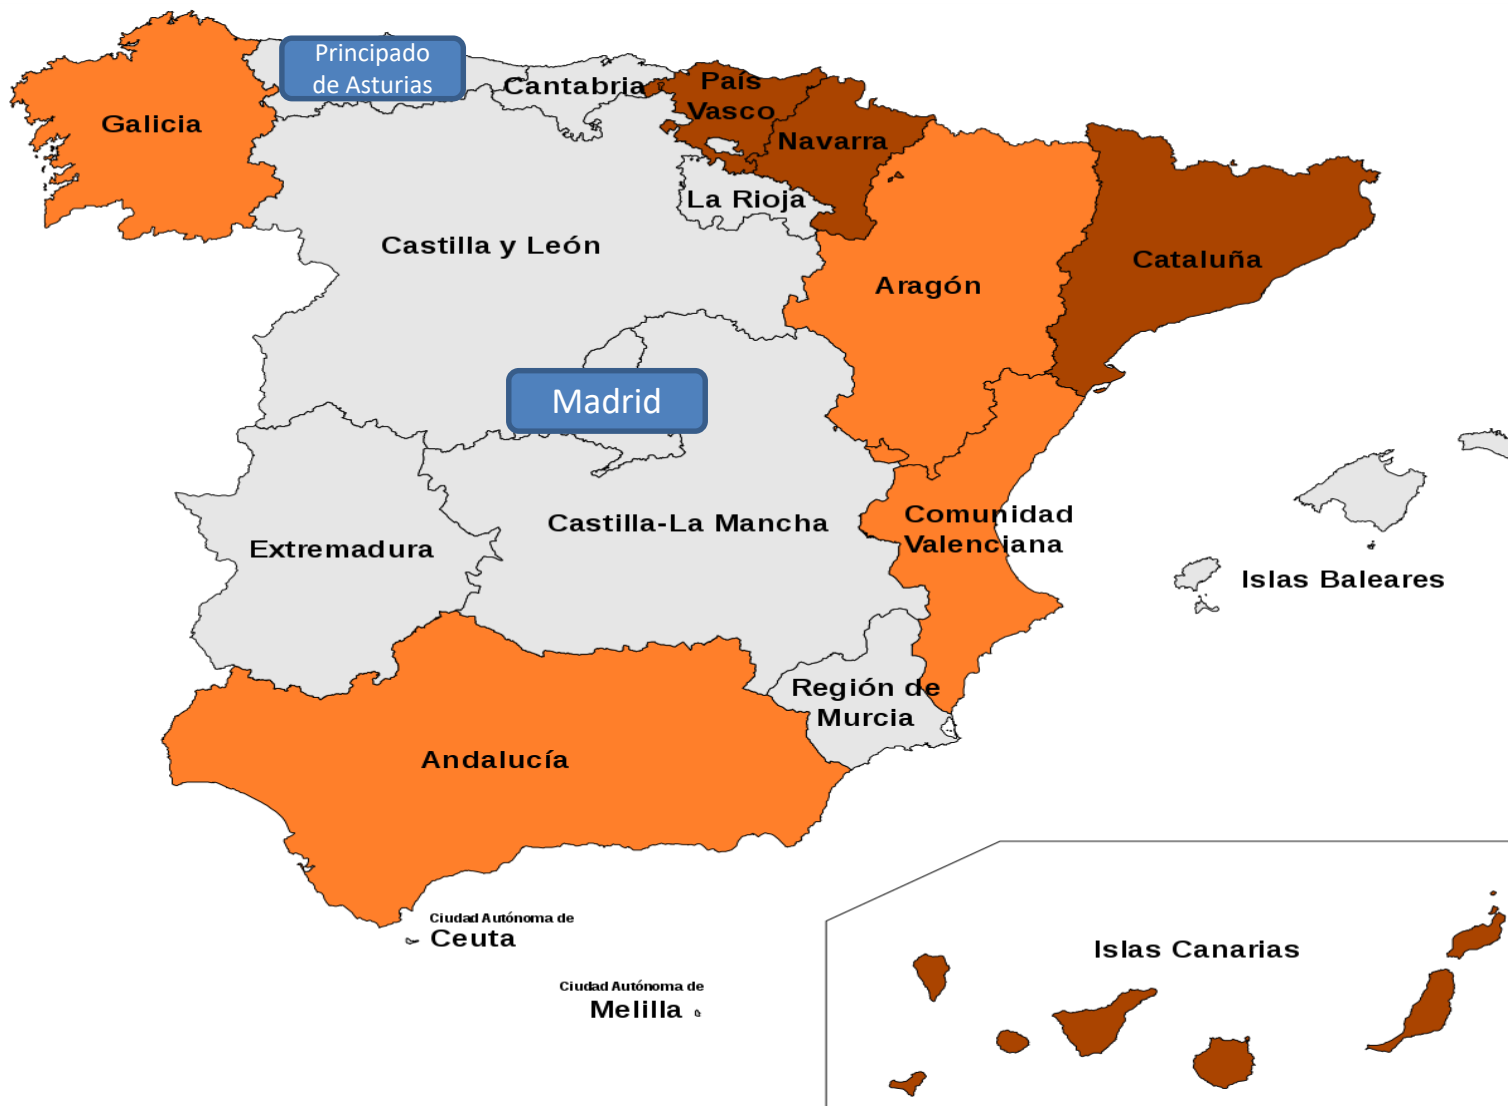 Principado
de Asturias
Cantabria
País
Vasco
Galicia
Navarra
La Rioja
Castilla y León
Cataluña
Aragón
Madrid
Comunidad
Valenciana
Castilla-La Mancha
Extremadura
Islas Baleares
Región de
Murcia
Andalucía
Ciudad Autónoma de
Ceuta
Islas Canarias
Ciudad Autónoma de
Melilla